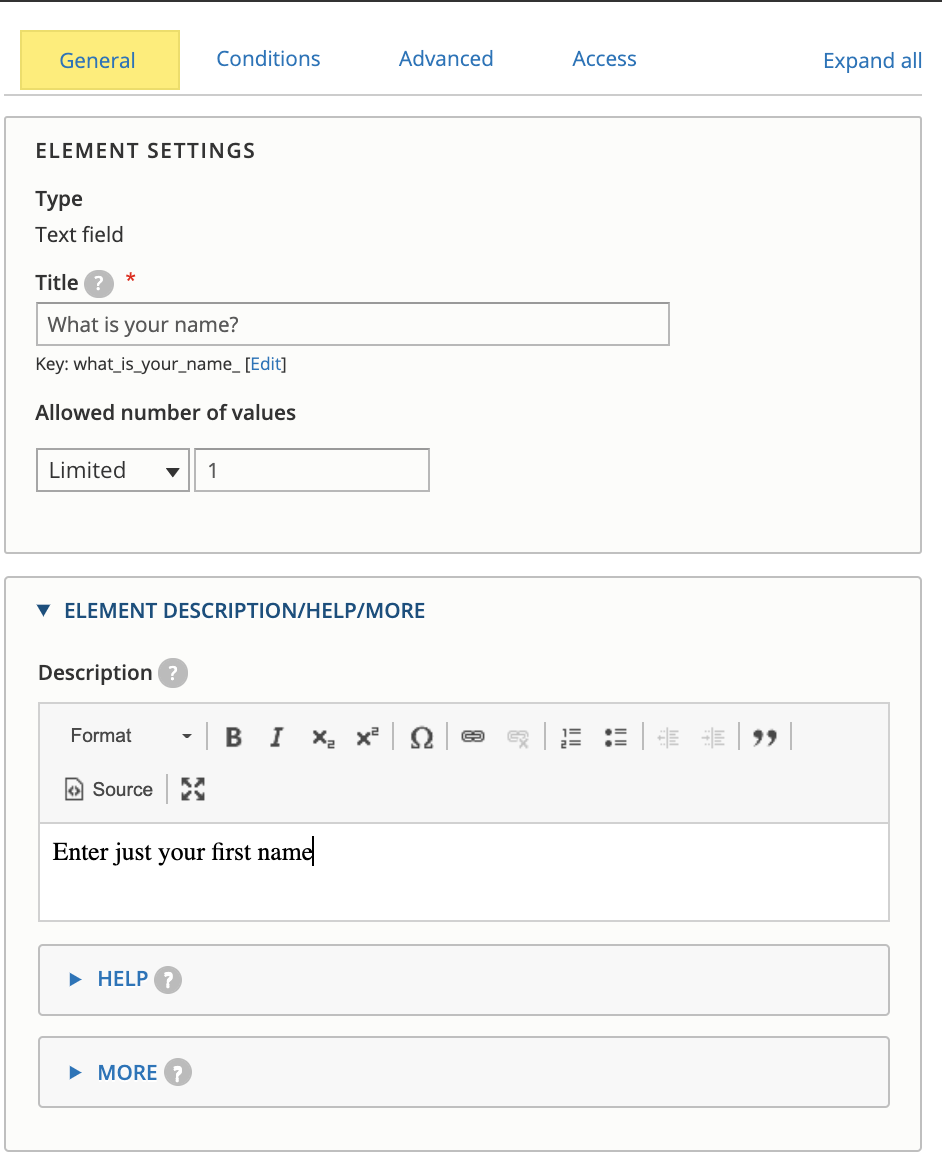 General Conditions Advanced Access Expand all
ELEMENT SETTINGS
Type
Text field
Title ? *
What is your name?
Key: what_is_your_name_ [Edit]
Allowed number of values
Limited 1
ELEMENT DESCRIPTION/HELP/MORE
Description ?
Format B I x₂ x² Ω
Source
Enter just your first name
HELP ?
MORE ?